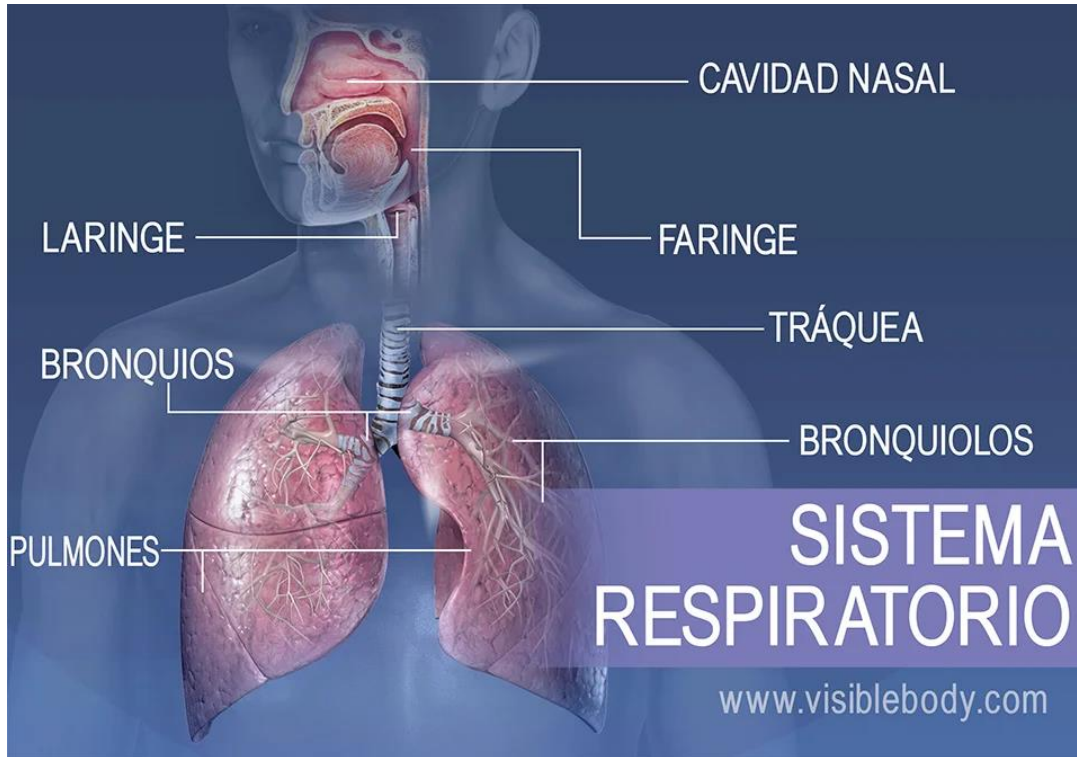 CAVIDAD NASAL
LARINGE
FARINGE
TRÁQUEA
BRONQUIOS
BRONQUIOLOS
PULMONES
SISTEMA
RESPIRATORIO
www.visiblebody.com